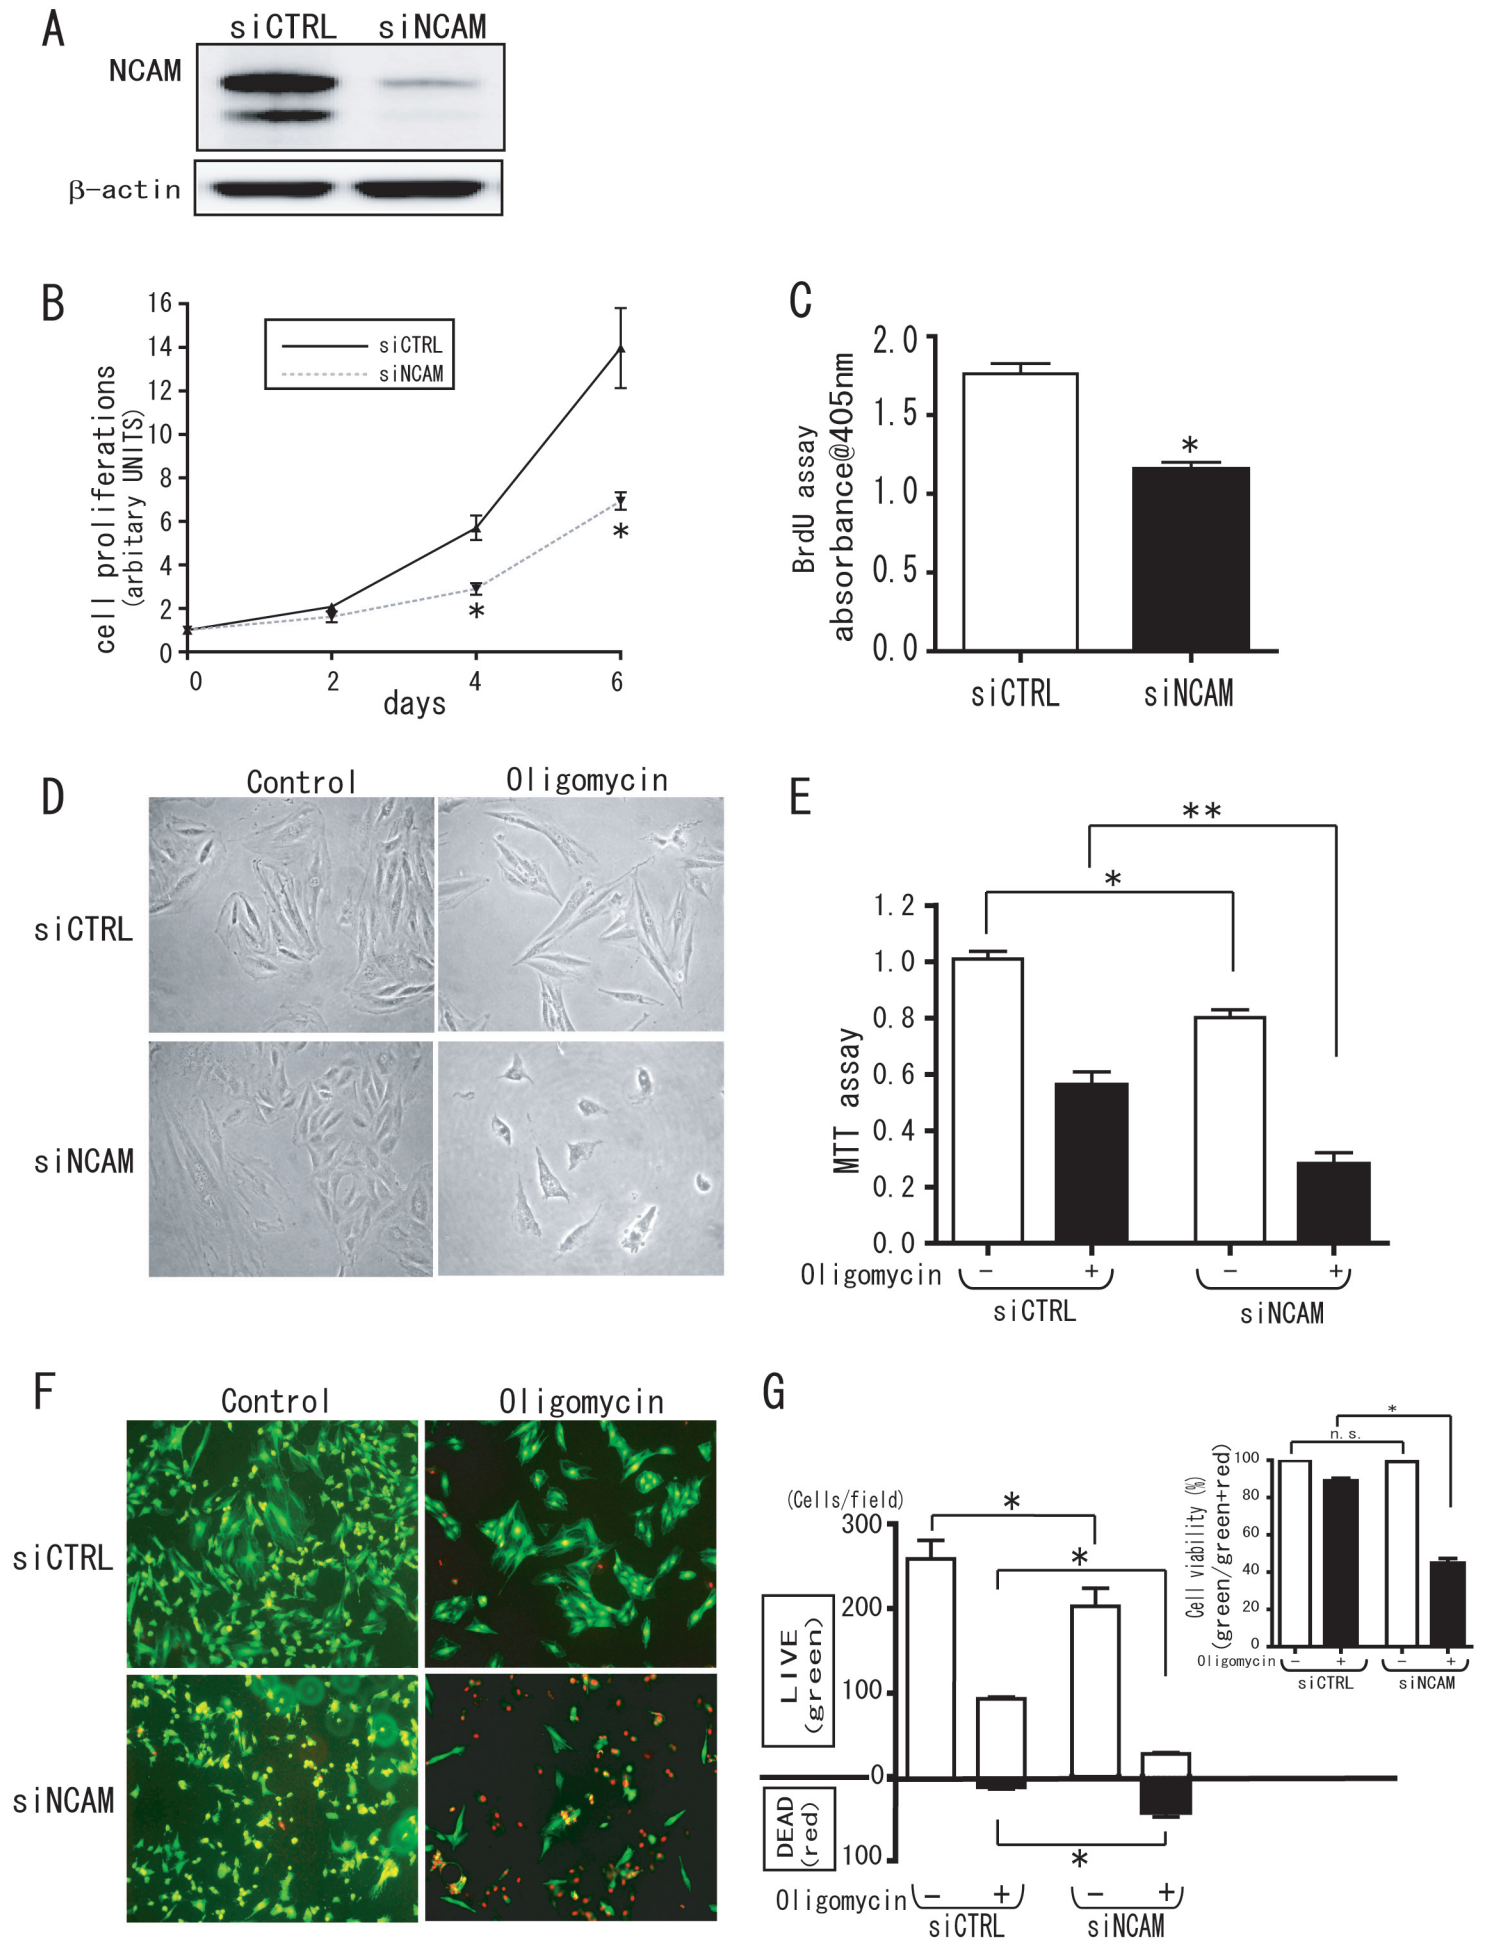 A
siCTRL siNCAM
NCAM
β-actin
B
16
14
12
10
8
6
4
2
0
cell proliferations
(arbitary UNITS)
siCTRL
siNCAM
*
*
0 2 4 6
days
C
2.0
1.5
1.0
0.5
0.0
BrdU assay
absorbance@405nm
*
siCTRL siNCAM
D
Control Oligomycin
siCTRL
siNCAM
E
**
*
1.2
1.0
0.8
0.6
0.4
0.2
0.0
MTT assay
Oligomycin − + − +
siCTRL siNCAM
F
Control Oligomycin
siCTRL
siNCAM
G
(Cells/field)
300
200
100
0
100
LIVE
(green)
DEAD
(red)
*
*
*
Oligomycin − + − +
siCTRL siNCAM
*
n.s.
100
80
60
40
20
0
Cell viability (%)
(green/green+red)
Oligomycin − + − +
siCTRL siNCAM